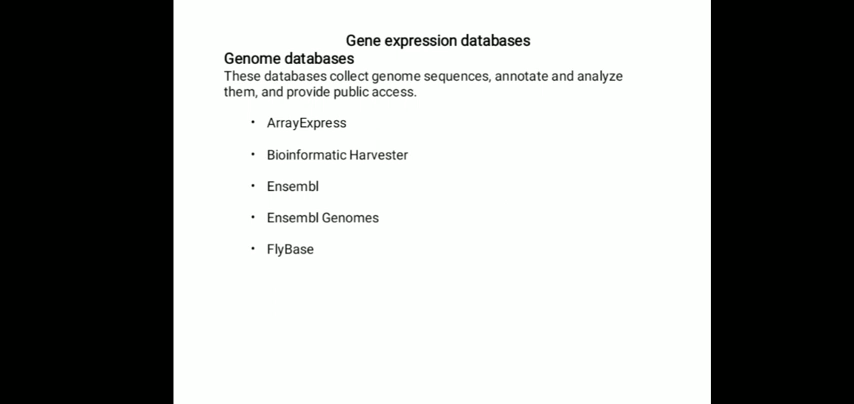 Gene expression databases
Genome databases
These databases collect genome sequences, annotate and analyze
them, and provide public access.
• ArrayExpress
• Bioinformatic Harvester
• Ensembl
• Ensembl Genomes
• FlyBase